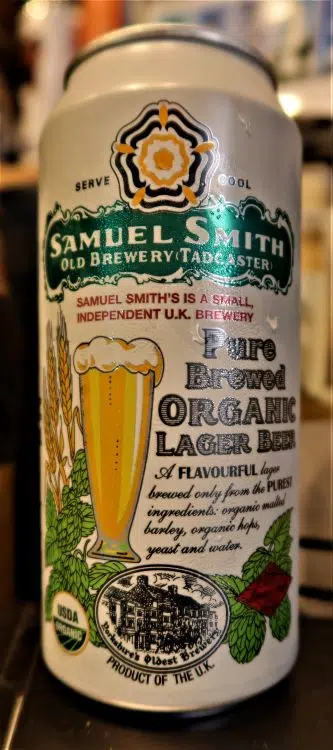 SERVE COOL
SAMUEL SMITH
OLD BREWERY (TADCASTER)
SAMUEL SMITH'S IS A SMALL,
INDEPENDENT U.K. BREWERY
Pure
Brewed
ORGANIC
LAGER BEER
A FLAVOURFUL lager
brewed only from the PUREST
ingredients: organic malted
barley, organic hops,
yeast and water.
USDA
ORGANIC
Yorkshire's Oldest Brewery
PRODUCT OF THE U.K.